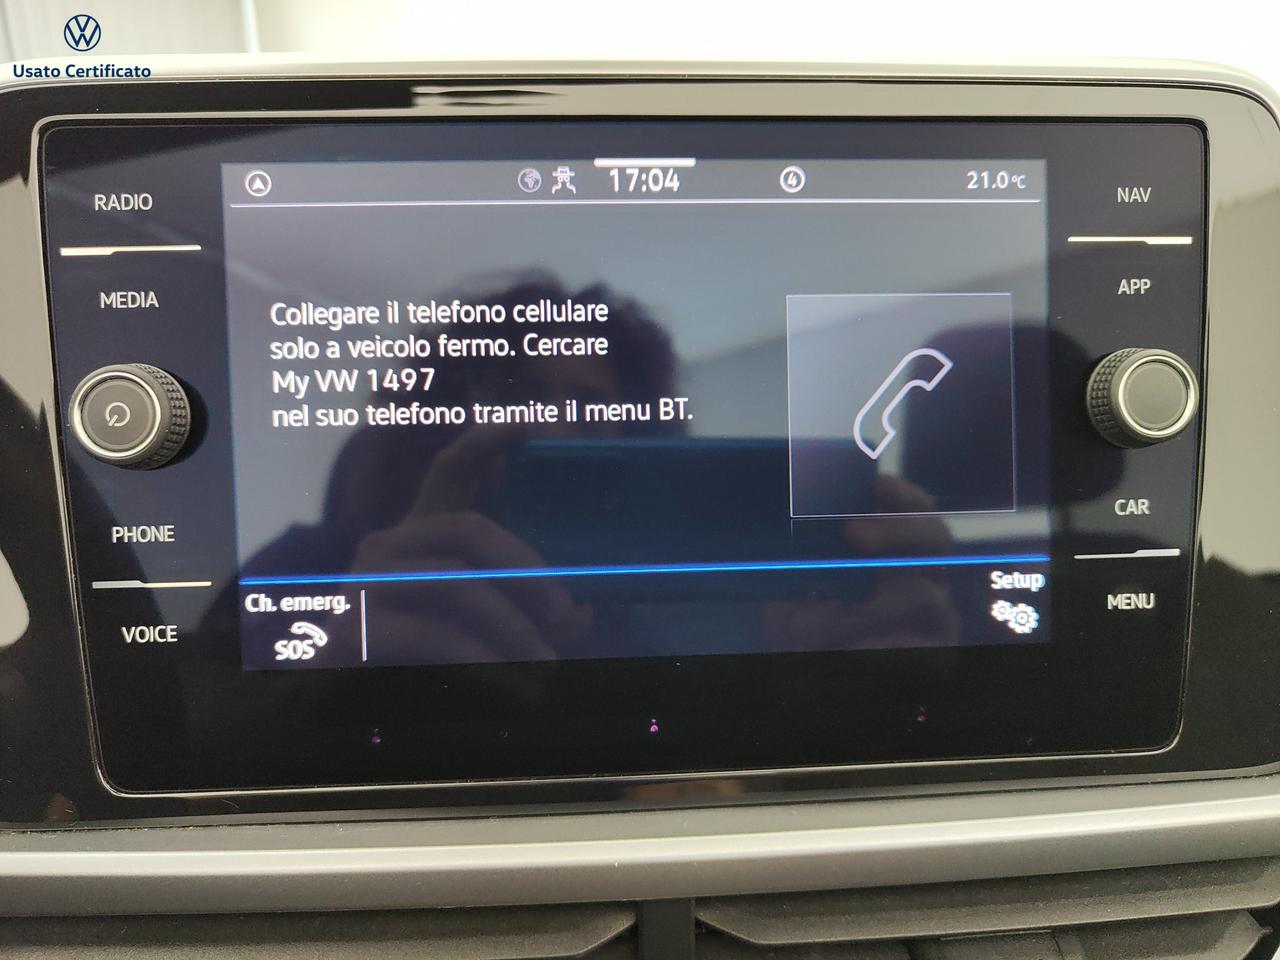 Usato Certificato
RADIO
MEDIA
PHONE
VOICE
17:04
4
21.0°C
Collegare il telefono cellulare
solo a veicolo fermo. Cercare
My VW 1497
nel suo telefono tramite il menu BT.
Ch. emerg.
SOS
Setup
NAV
APP
CAR
MENU